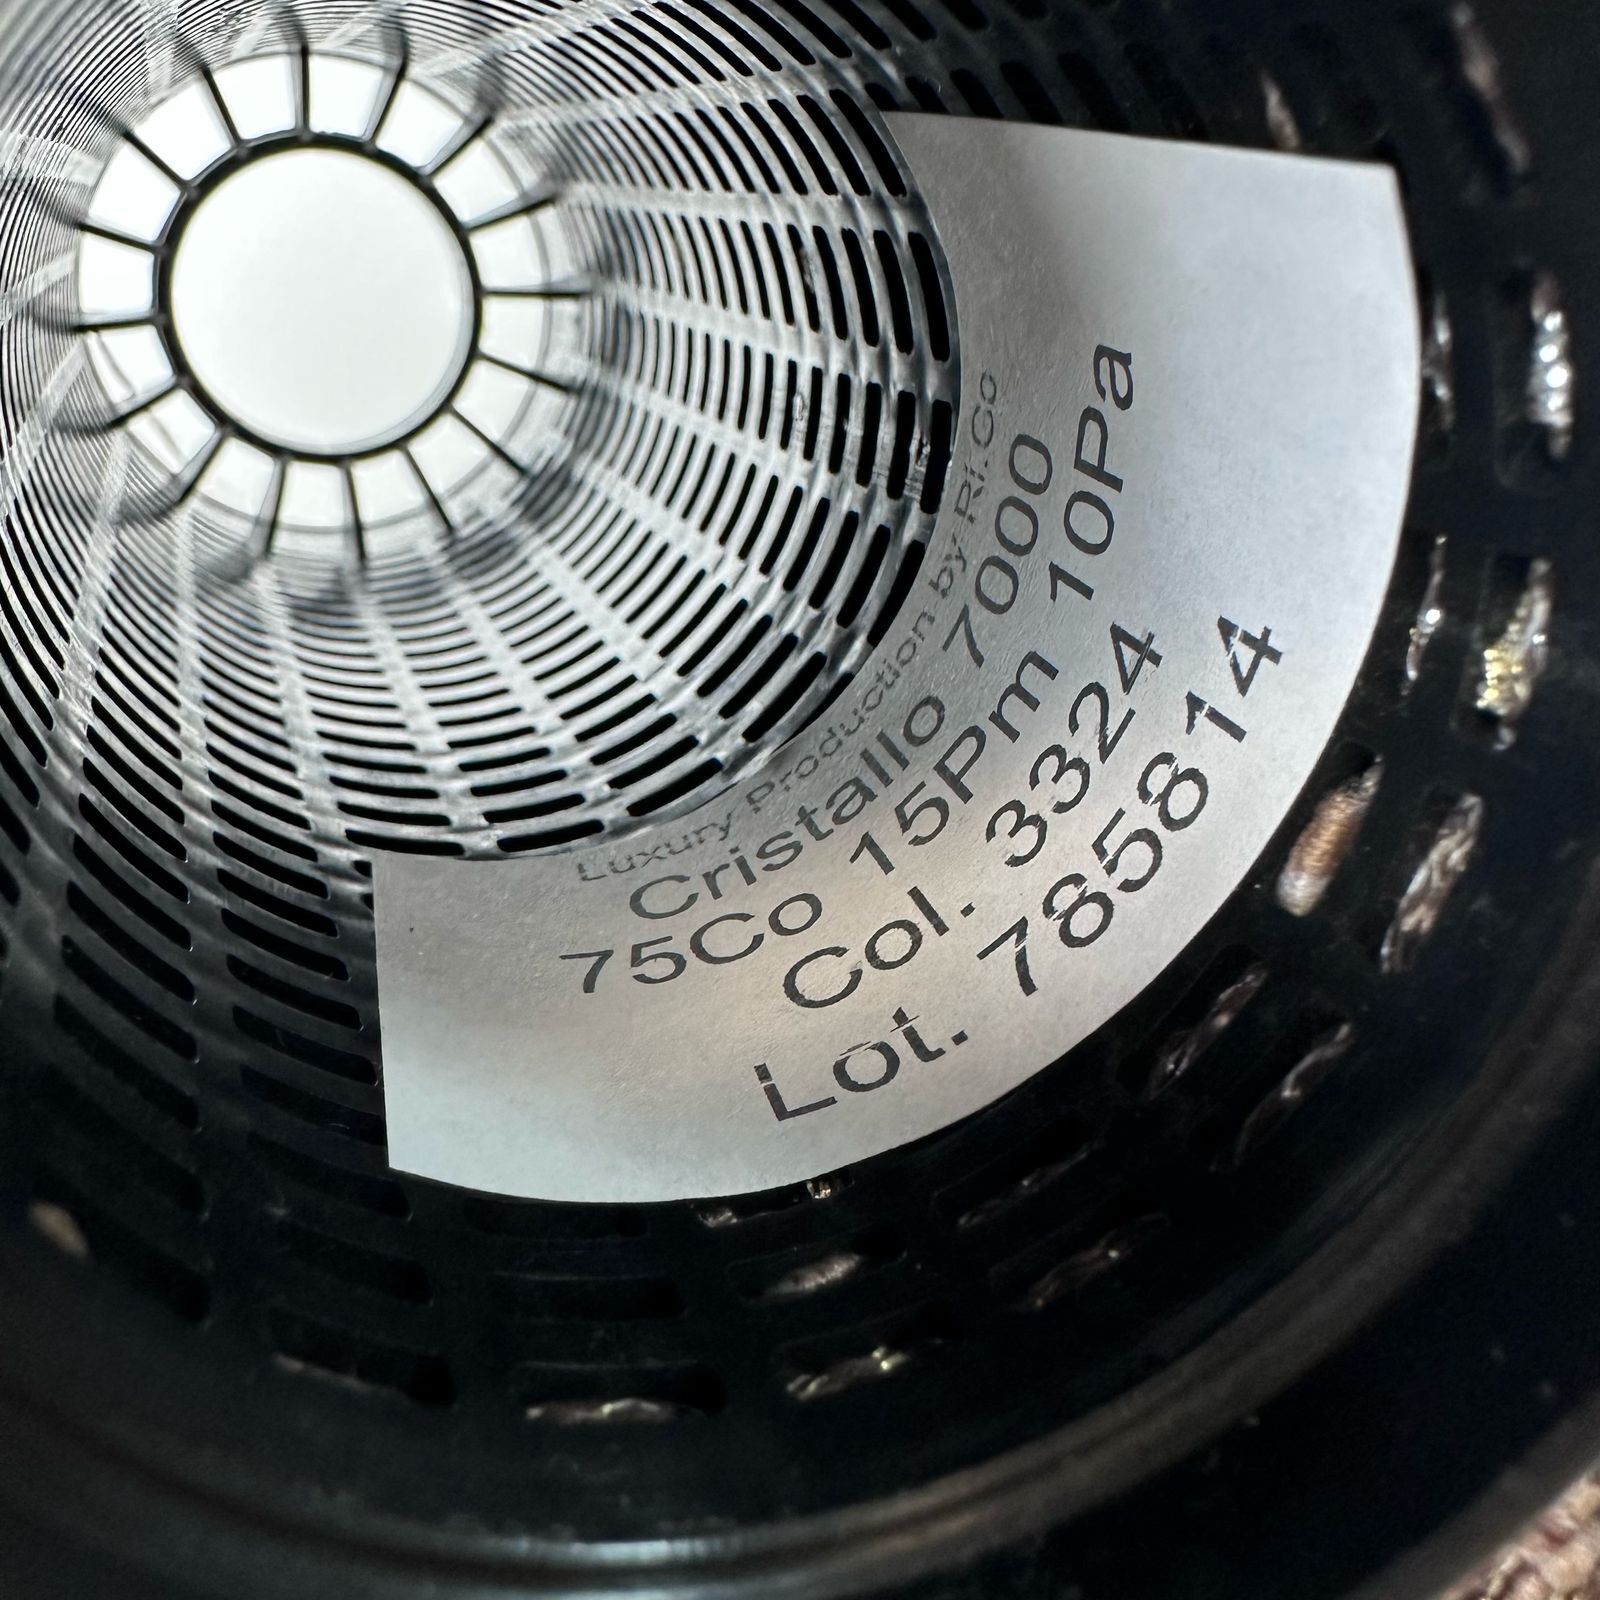 Luxury Production by RI.Co
Cristallo 7000
75Co 15Pm 10Pa
Col. 3324
Lot. 785814